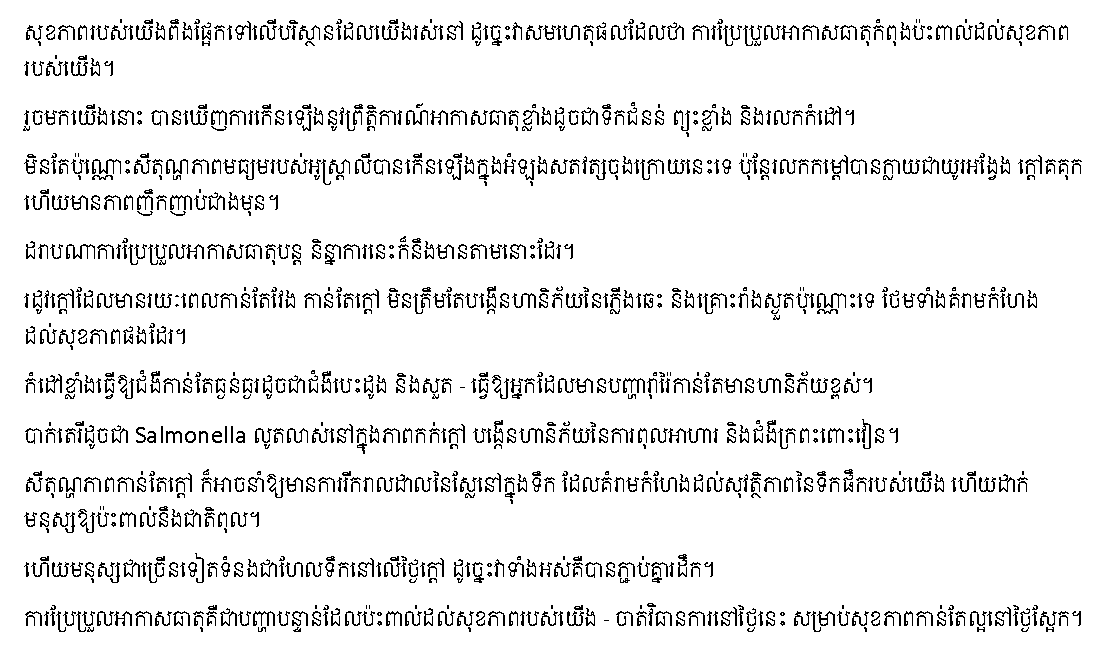 សុខភាពរបស់យើងពឹងផ្អែកទៅលើបរិស្ថានដែលយើងរស់នៅ ដូច្នេះវាសមហេតុផលដែលថា ការប្រែប្រួលអាកាសធាតុកំពុងប៉ះពាល់ដល់សុខភាព
របស់យើង។
រួចមកយើងនោះ បានឃើញការកើនឡើងនូវព្រឹត្តិការណ៍អាកាសធាតុខ្លាំងដូចជាទឹកជំនន់ ព្យុះខ្លាំង និងរលកកំដៅ។
មិនតែប៉ុណ្ណោះសីតុណ្ហភាពមធ្យមរបស់អូស្ត្រាលីបានកើនឡើងក្នុងអំឡុងសតវត្សចុងក្រោយនេះទេ ប៉ុន្តែរលកកម្តៅបានក្លាយជាយូរអង្វែង ក្តៅគគុក
ហើយមានភាពញឹកញាប់ជាងមុន។
ដរាបណាការប្រែប្រួលអាកាសធាតុបន្ត និន្នាការនេះក៏នឹងមានតាមនោះដែរ។
រដូវក្តៅដែលមានរយៈពេលកាន់តែវែង កាន់តែក្តៅ មិនត្រឹមតែបង្កើនហានិភ័យនៃភ្លើងឆេះ និងគ្រោះរាំងស្ងួតប៉ុណ្ណោះទេ ថែមទាំងគំរាមកំហែង
ដល់សុខភាពផងដែរ។
កំដៅខ្លាំងធ្វើឱ្យជំងឺកាន់តែធ្ងន់ធ្ងរដូចជាជំងឺបេះដូង និងសួត - ធ្វើឱ្យអ្នកដែលមានបញ្ហារ៉ាំរ៉ៃកាន់តែមានហានិភ័យខ្ពស់។
បាក់តេរីដូចជា Salmonella លូតលាស់នៅក្នុងភាពកក់ក្តៅ បង្កើនហានិភ័យនៃការពុលអាហារ និងជំងឺក្រពះពោះវៀន។
សីតុណ្ហភាពកាន់តែក្តៅ ក៏អាចនាំឱ្យមានការរីករាលដាលនៃស្លែនៅក្នុងទឹក ដែលគំរាមកំហែងដល់សុវត្ថិភាពនៃទឹកផឹករបស់យើង ហើយដាក់
មនុស្សឱ្យប៉ះពាល់នឹងជាតិពុល។
ហើយមនុស្សជាច្រើនទៀតទំនងជាហែលទឹកនៅលើថ្ងៃក្តៅ ដូច្នេះវាទាំងអស់គឺបានភ្ជាប់គ្នារដឹក។
ការប្រែប្រួលអាកាសធាតុគឺជាបញ្ហាបន្ទាន់ដែលប៉ះពាល់ដល់សុខភាពរបស់យើង - ចាត់វិធានការនៅថ្ងៃនេះ សម្រាប់សុខភាពកាន់តែល្អនៅថ្ងៃស្អែក។